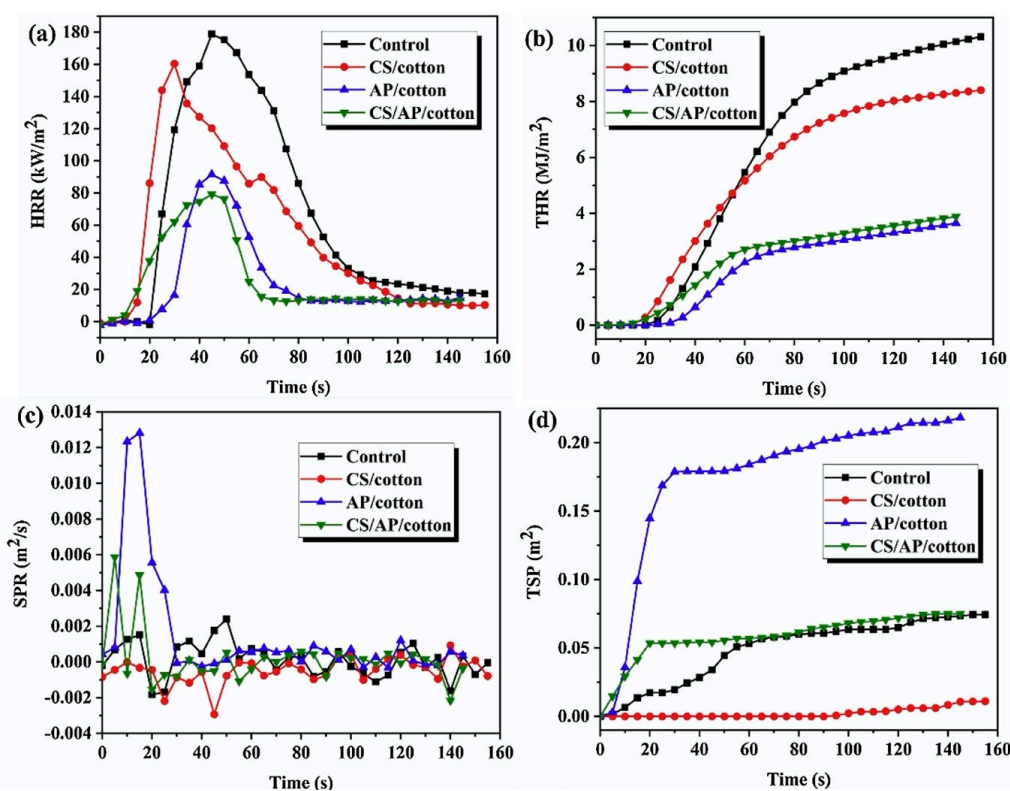 (a)
Control
CS/cotton
AP/cotton
CS/AP/cotton
HRR (kW/m²)
180
160
140
120
100
80
60
40
20
0
0 20 40 60 80 100 120 140 160
Time (s)
(b)
Control
CS/cotton
AP/cotton
CS/AP/cotton
THR (MJ/m²)
10
8
6
4
2
0
0 20 40 60 80 100 120 140 160
Time (s)
(c)
Control
CS/cotton
AP/cotton
CS/AP/cotton
SPR (m²/s)
0.014
0.012
0.010
0.008
0.006
0.004
0.002
0.000
-0.002
-0.004
0 20 40 60 80 100 120 140 160
Time (s)
(d)
Control
CS/cotton
AP/cotton
CS/AP/cotton
TSP (m²)
0.20
0.15
0.10
0.05
0.00
0 20 40 60 80 100 120 140 160
Time (s)